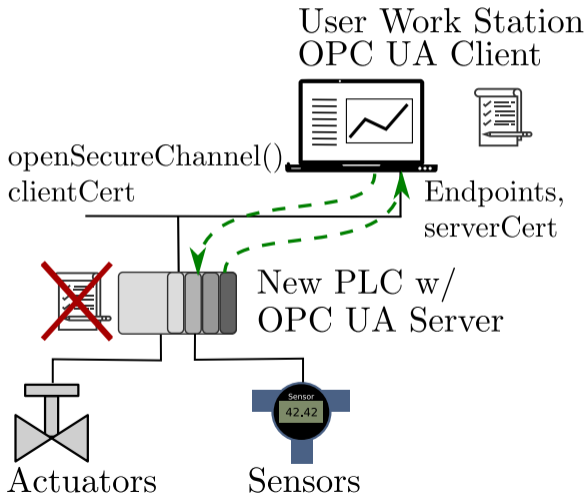 User Work Station
OPC UA Client
openSecureChannel()
clientCert
Endpoints,
serverCert
New PLC w/
OPC UA Server
Sensor
42.42
Actuators
Sensors